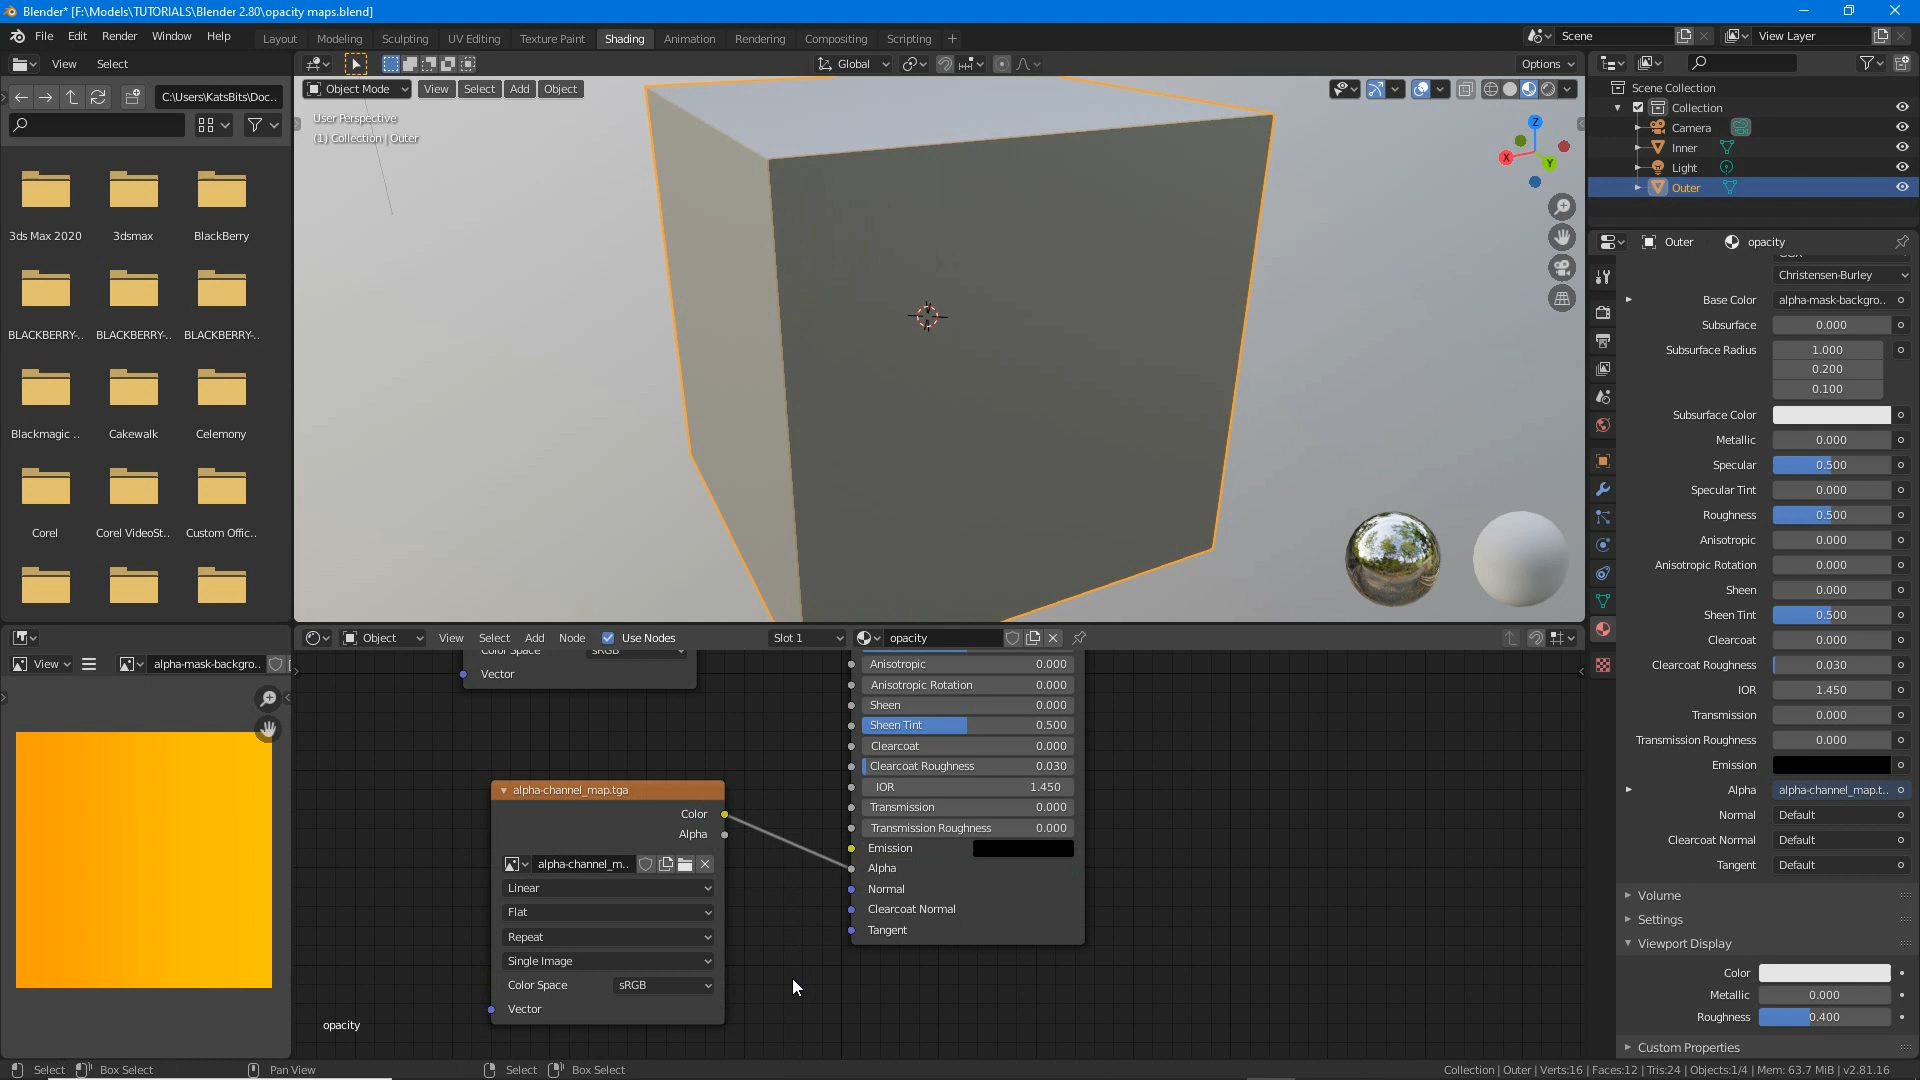 Blender* [F:\Models\TUTORIALS\Blender 2.80\opacity maps.blend]
File Edit Render Window Help
Layout Modeling Sculpting UV Editing Texture Paint Shading Animation Rendering Compositing Scripting
Scene
View Layer
View Select
Global
Options
C:\Users\KatsBits\Doc..
Object Mode View Select Add Object
User Perspective
(1) Collection | Outer
X
Y
Z
Scene Collection
Collection
Camera
Inner
Light
Outer
3ds Max 2020
3dsmax
BlackBerry
BLACKBERRY-..
BLACKBERRY-..
BLACKBERRY-..
Blackmagic ..
Cakewalk
Celemony
Corel
Corel VideoSt..
Custom Offic..
Outer opacity
Christensen-Burley
Base Color alpha-mask-backgro..
Subsurface 0.000
Subsurface Radius 1.000
0.200
0.100
Subsurface Color
Metallic 0.000
Specular 0.500
Specular Tint 0.000
Roughness 0.500
Anisotropic 0.000
Anisotropic Rotation 0.000
Sheen 0.000
Sheen Tint 0.500
Clearcoat 0.000
Clearcoat Roughness 0.030
IOR 1.450
Transmission 0.000
Transmission Roughness 0.000
Emission
Alpha alpha-channel_map.t..
Normal Default
Clearcoat Normal Default
Tangent Default
Volume
Settings
Viewport Display
Color
Metallic 0.000
Roughness 0.400
Custom Properties
View
alpha-mask-backgro..
Object View Select Add Node Use Nodes Slot 1 opacity
Color Space sRGB
Vector
Anisotropic 0.000
Anisotropic Rotation 0.000
Sheen 0.000
Sheen Tint 0.500
Clearcoat 0.000
Clearcoat Roughness 0.030
IOR 1.450
Transmission 0.000
Transmission Roughness 0.000
Emission
Alpha
Normal
Clearcoat Normal
Tangent
alpha-channel_map.tga
Color
Alpha
alpha-channel_m..
Linear
Flat
Repeat
Single Image
Color Space sRGB
Vector
opacity
Select Box Select Pan View Select Box Select
Collection | Outer | Verts:16 | Faces:12 | Tris:24 | Objects:1/4 | Mem: 63.7 MiB | v2.81.16